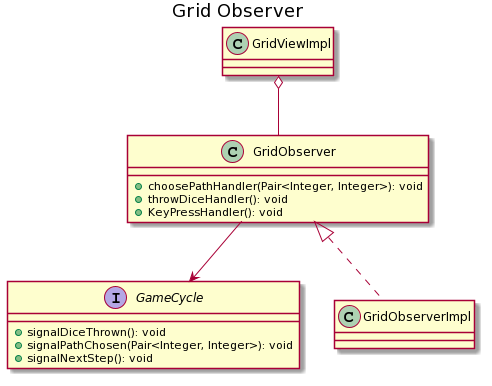 Grid Observer
C GridViewImpl
C GridObserver
choosePathHandler(Pair<Integer, Integer>): void
throwDiceHandler(): void
KeyPressHandler(): void
I GameCycle
signalDiceThrown(): void
signalPathChosen(Pair<Integer, Integer>): void
signalNextStep(): void
C GridObserverImpl